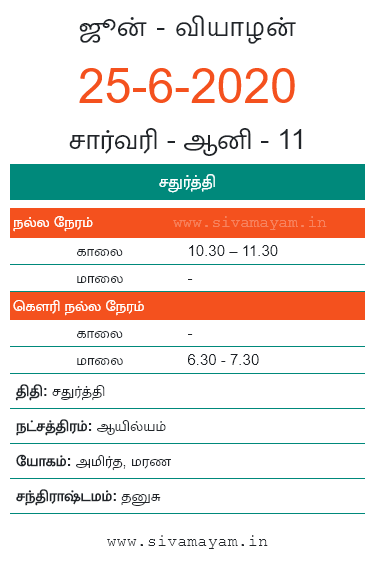 ஜூன் - வியாழன்
25-6-2020
சார்வரி - ஆனி - 11
சதுர்த்தி
நல்ல நேரம் www.sivamayam.in
காலை 10.30 – 11.30
மாலை -
கௌரி நல்ல நேரம்
காலை -
மாலை 6.30 - 7.30
திதி: சதுர்த்தி
நட்சத்திரம்: ஆயில்யம்
யோகம்: அமிர்த, மரண
சந்திராஷ்டமம்: தனுசு
www.sivamayam.in